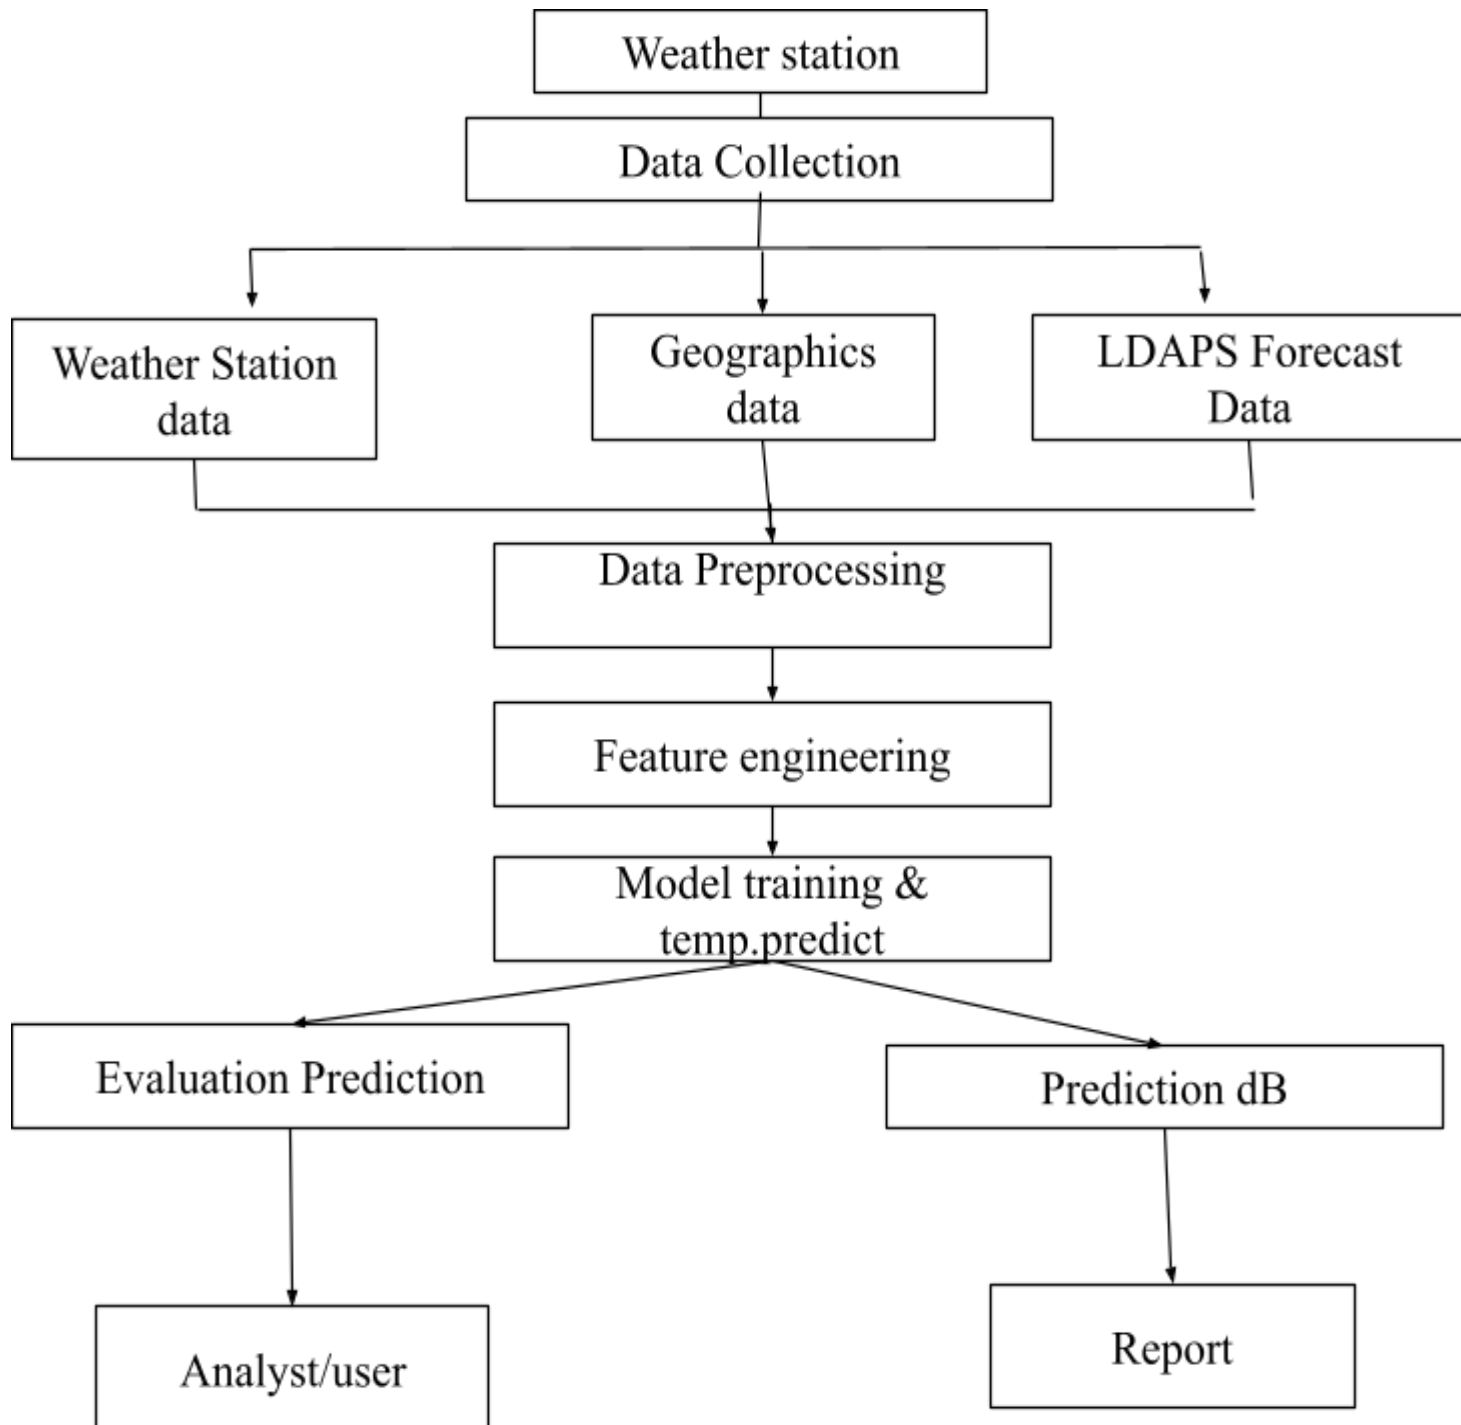 Weather station
Data Collection
Weather Station
data
Geographics
data
LDAPS Forecast
Data
Data Preprocessing
Feature engineering
Model training &
temp.predict
Evaluation Prediction
Prediction dB
Analyst/user
Report